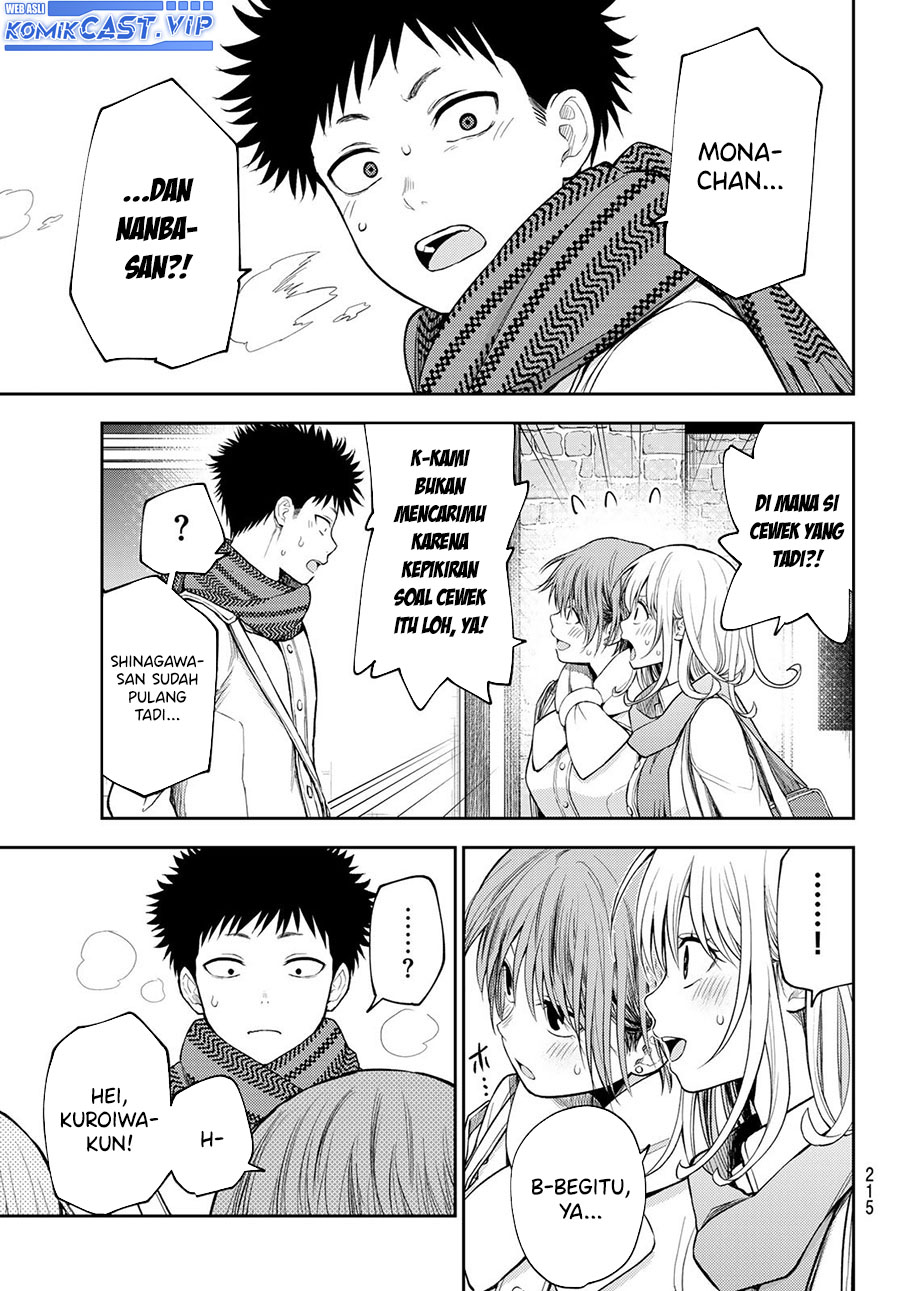 WEB ASLI
KOMIKCAST.VIP
MONA-
CHAN...
...DAN
NANBA-
SAN?!
DI MANA SI
CEWEK YANG
TADI?!
K-KAMI
BUKAN
MENCARIMU
KARENA
KEPIKIRAN
SOAL CEWEK
ITU LOH, YA!
?
SHINAGAWA-
SAN SUDAH
PULANG
TADI...
........!
ホ...
B-BEGITU,
YA...
........?
H-
HEI,
KUROIWA-
KUN!
215